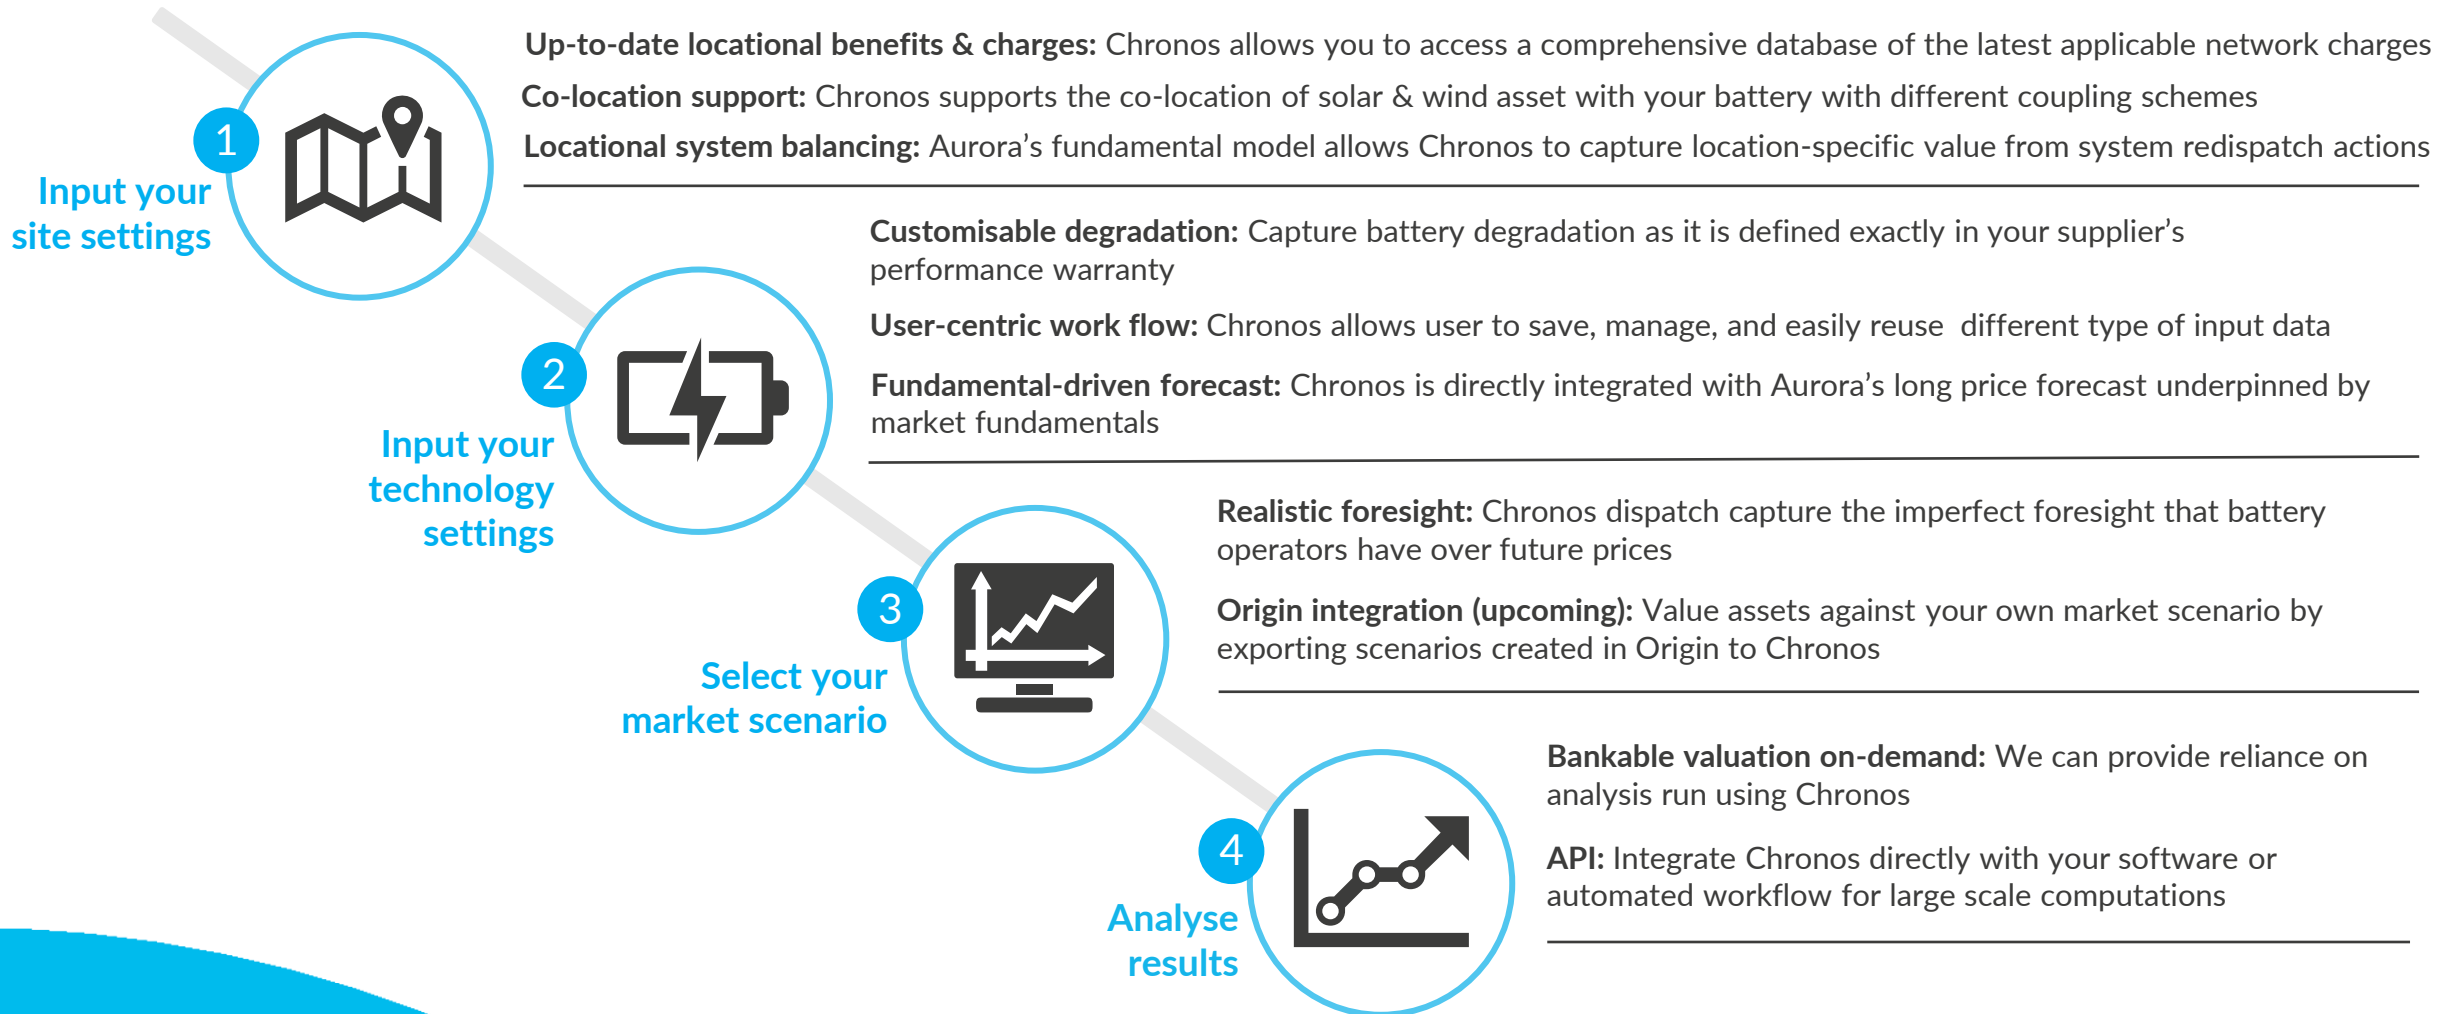 Up-to-date locational benefits & charges: Chronos allows you to access a comprehensive database of the latest applicable network charges
Co-location support: Chronos supports the co-location of solar & wind asset with your battery with different coupling schemes
Locational system balancing: Aurora’s fundamental model allows Chronos to capture location-specific value from system redispatch actions
1
Input your
site settings
Customisable degradation: Capture battery degradation as it is defined exactly in your supplier’s
performance warranty
User-centric work flow: Chronos allows user to save, manage, and easily reuse different type of input data
Fundamental-driven forecast: Chronos is directly integrated with Aurora’s long price forecast underpinned by
market fundamentals
2
Input your
technology
settings
Realistic foresight: Chronos dispatch capture the imperfect foresight that battery
operators have over future prices
Origin integration (upcoming): Value assets against your own market scenario by
exporting scenarios created in Origin to Chronos
3
Select your
market scenario
Bankable valuation on-demand: We can provide reliance on
analysis run using Chronos
API: Integrate Chronos directly with your software or
automated workflow for large scale computations
4
Analyse
results